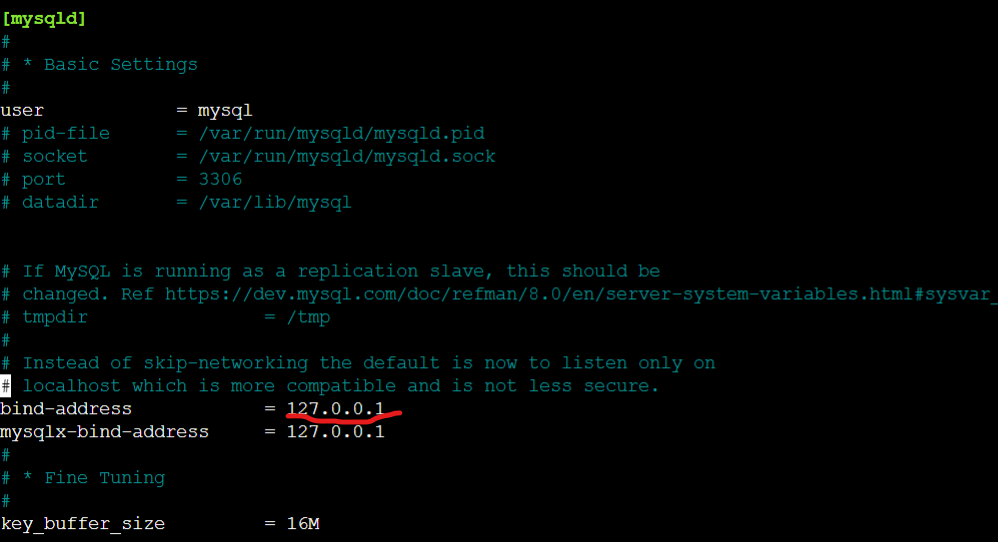 [mysqld]
#
# * Basic Settings
#
user            = mysql
# pid-file      = /var/run/mysqld/mysqld.pid
# socket        = /var/run/mysqld/mysqld.sock
# port          = 3306
# datadir       = /var/lib/mysql
# If MySQL is running as a replication slave, this should be
# changed. Ref https://dev.mysql.com/doc/refman/8.0/en/server-system-variables.html#sysvar_
# tmpdir                = /tmp
#
# Instead of skip-networking the default is now to listen only on
# localhost which is more compatible and is not less secure.
bind-address            = 127.0.0.1
mysqlx-bind-address     = 127.0.0.1
#
# * Fine Tuning
#
key_buffer_size         = 16M